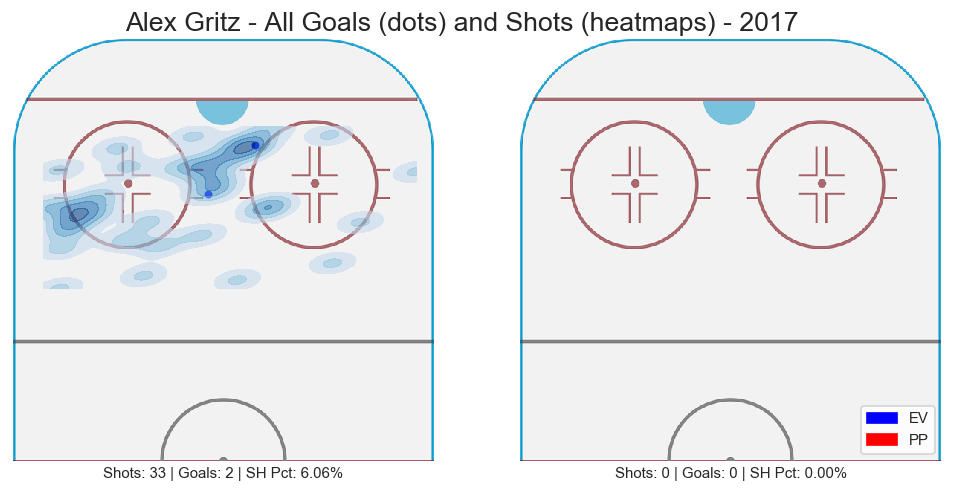 Alex Gritz - All Goals (dots) and Shots (heatmaps) - 2017
EV
PP
Shots: 33 | Goals: 2 | SH Pct: 6.06%
Shots: 0 | Goals: 0 | SH Pct: 0.00%